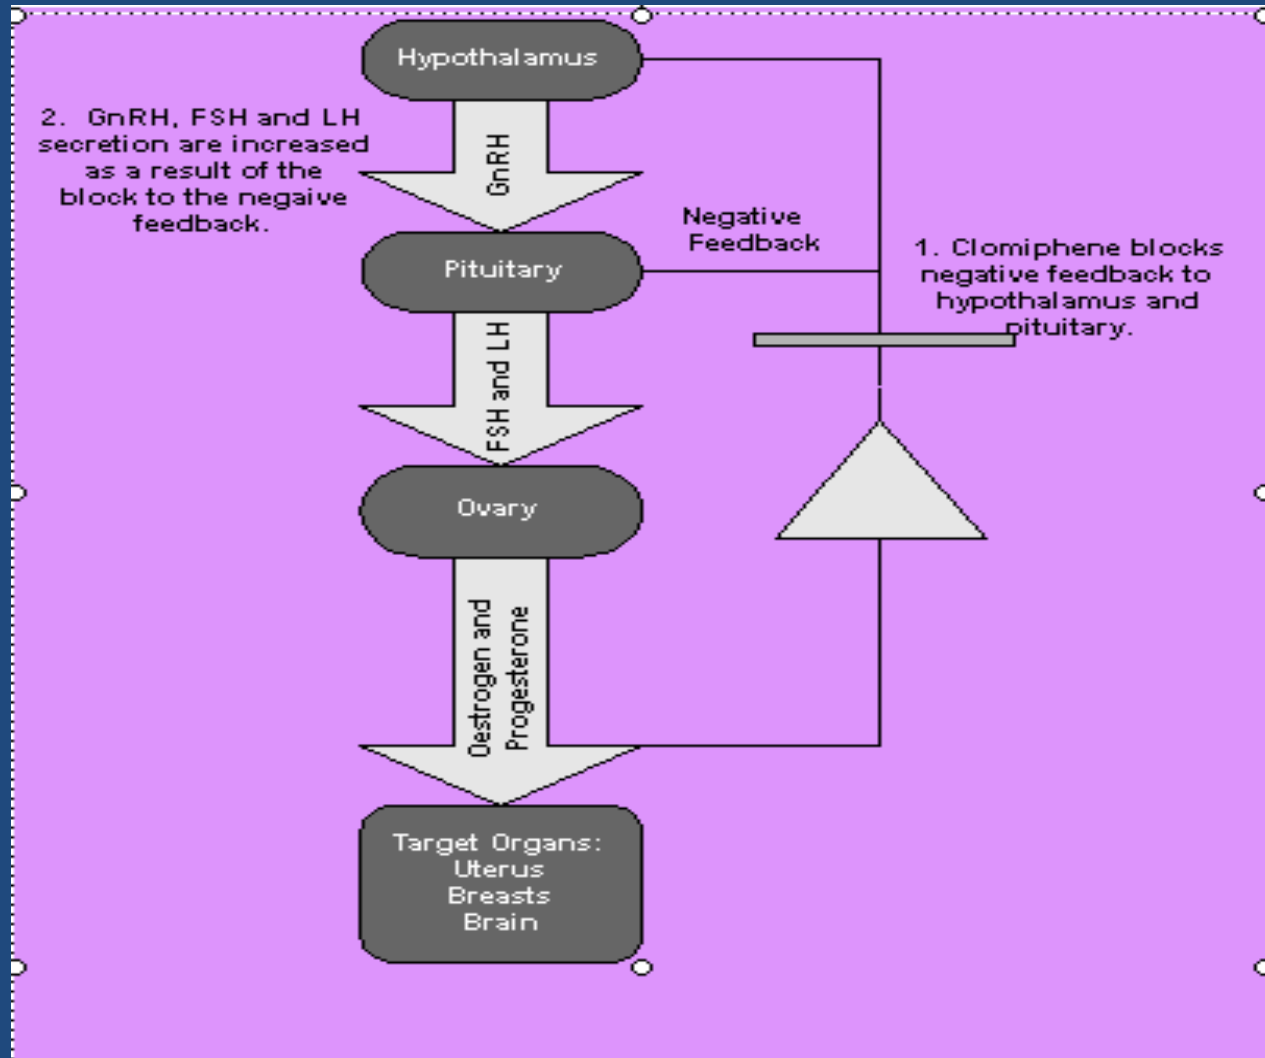 Hypothalamus
2. GnRH, FSH and LH
secretion are increased
as a result of the
block to the negaive
feedback.
GnRH
Negative
Feedback
Pituitary
1. Clomiphene blocks
negative feedback to
hypothalamus and
pituitary.
FSH and LH
Ovary
Oestrogen and
Progesterone
Target Organs:
Uterus
Breasts
Brain